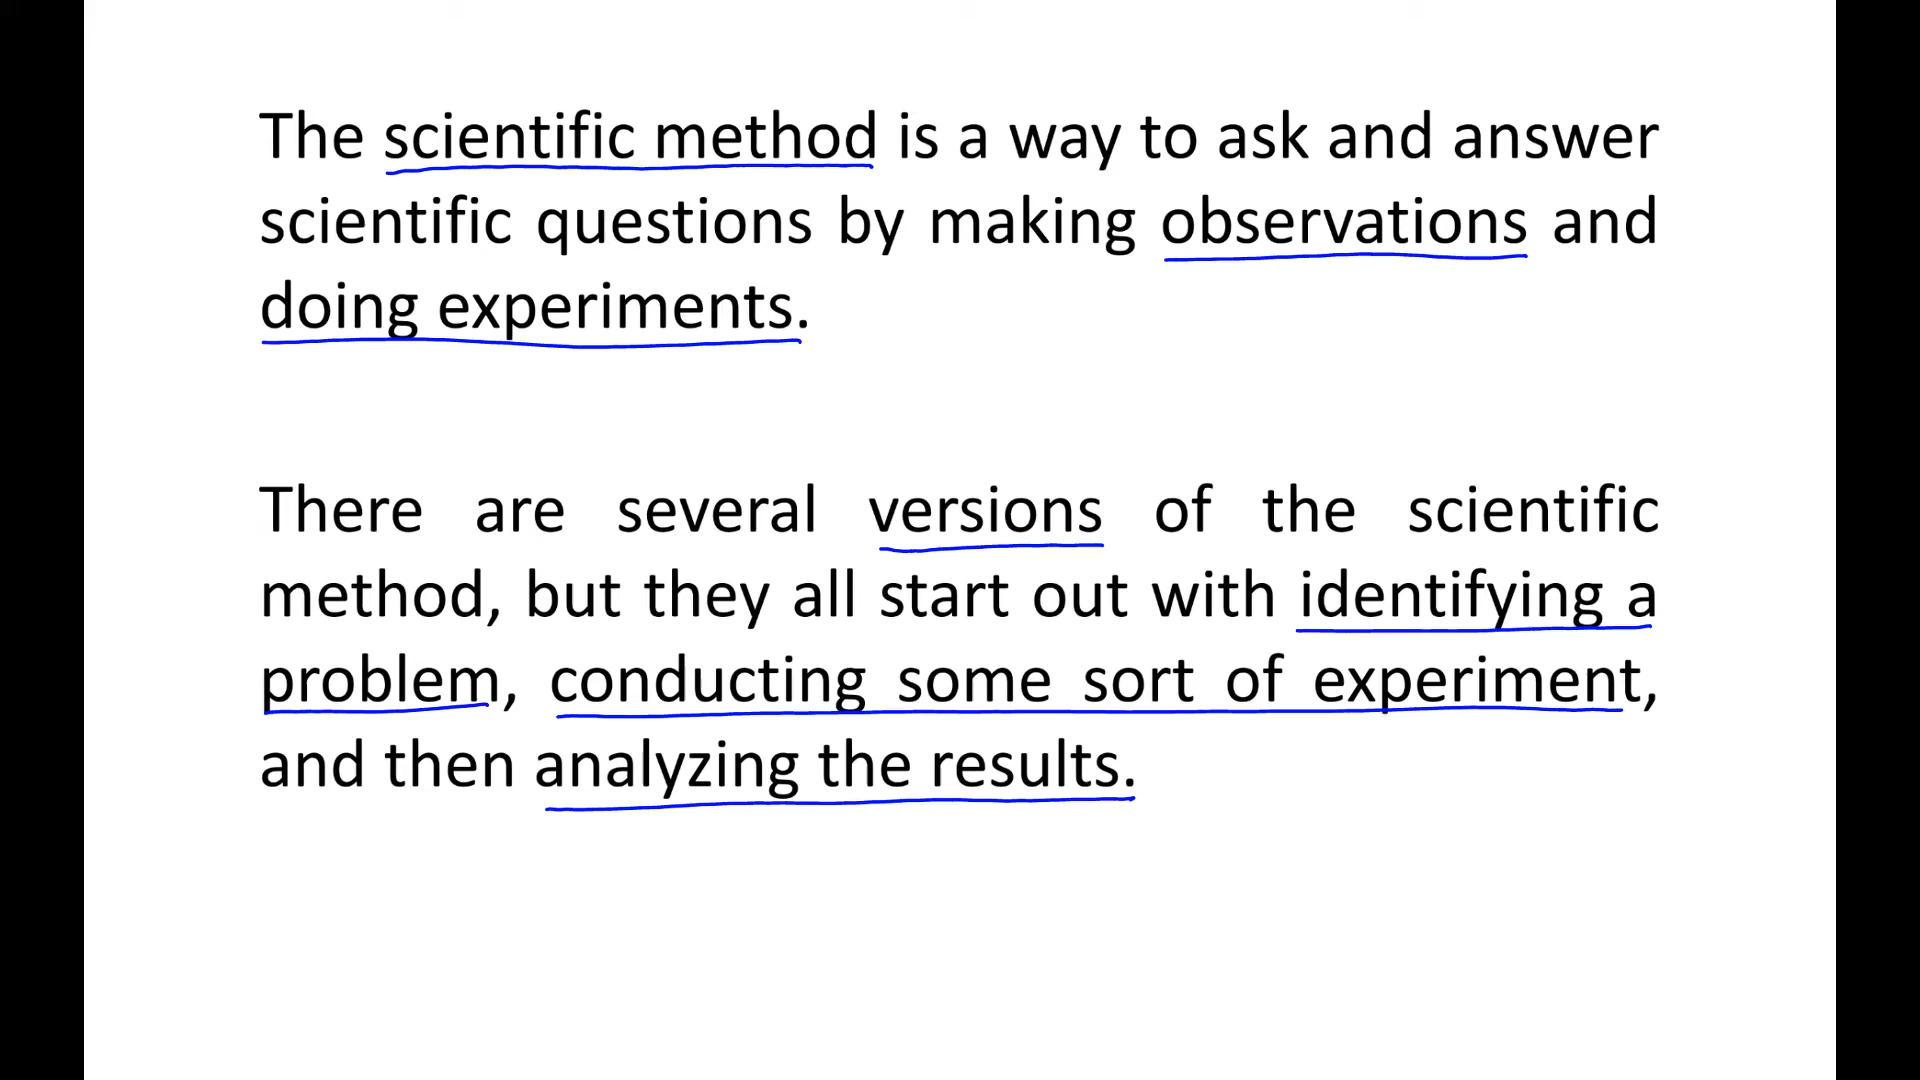 The scientific method is a way to ask and answer
scientific questions by making observations and
doing experiments.
There are several versions of the scientific
method, but they all start out with identifying a
problem, conducting some sort of experiment,
and then analyzing the results.